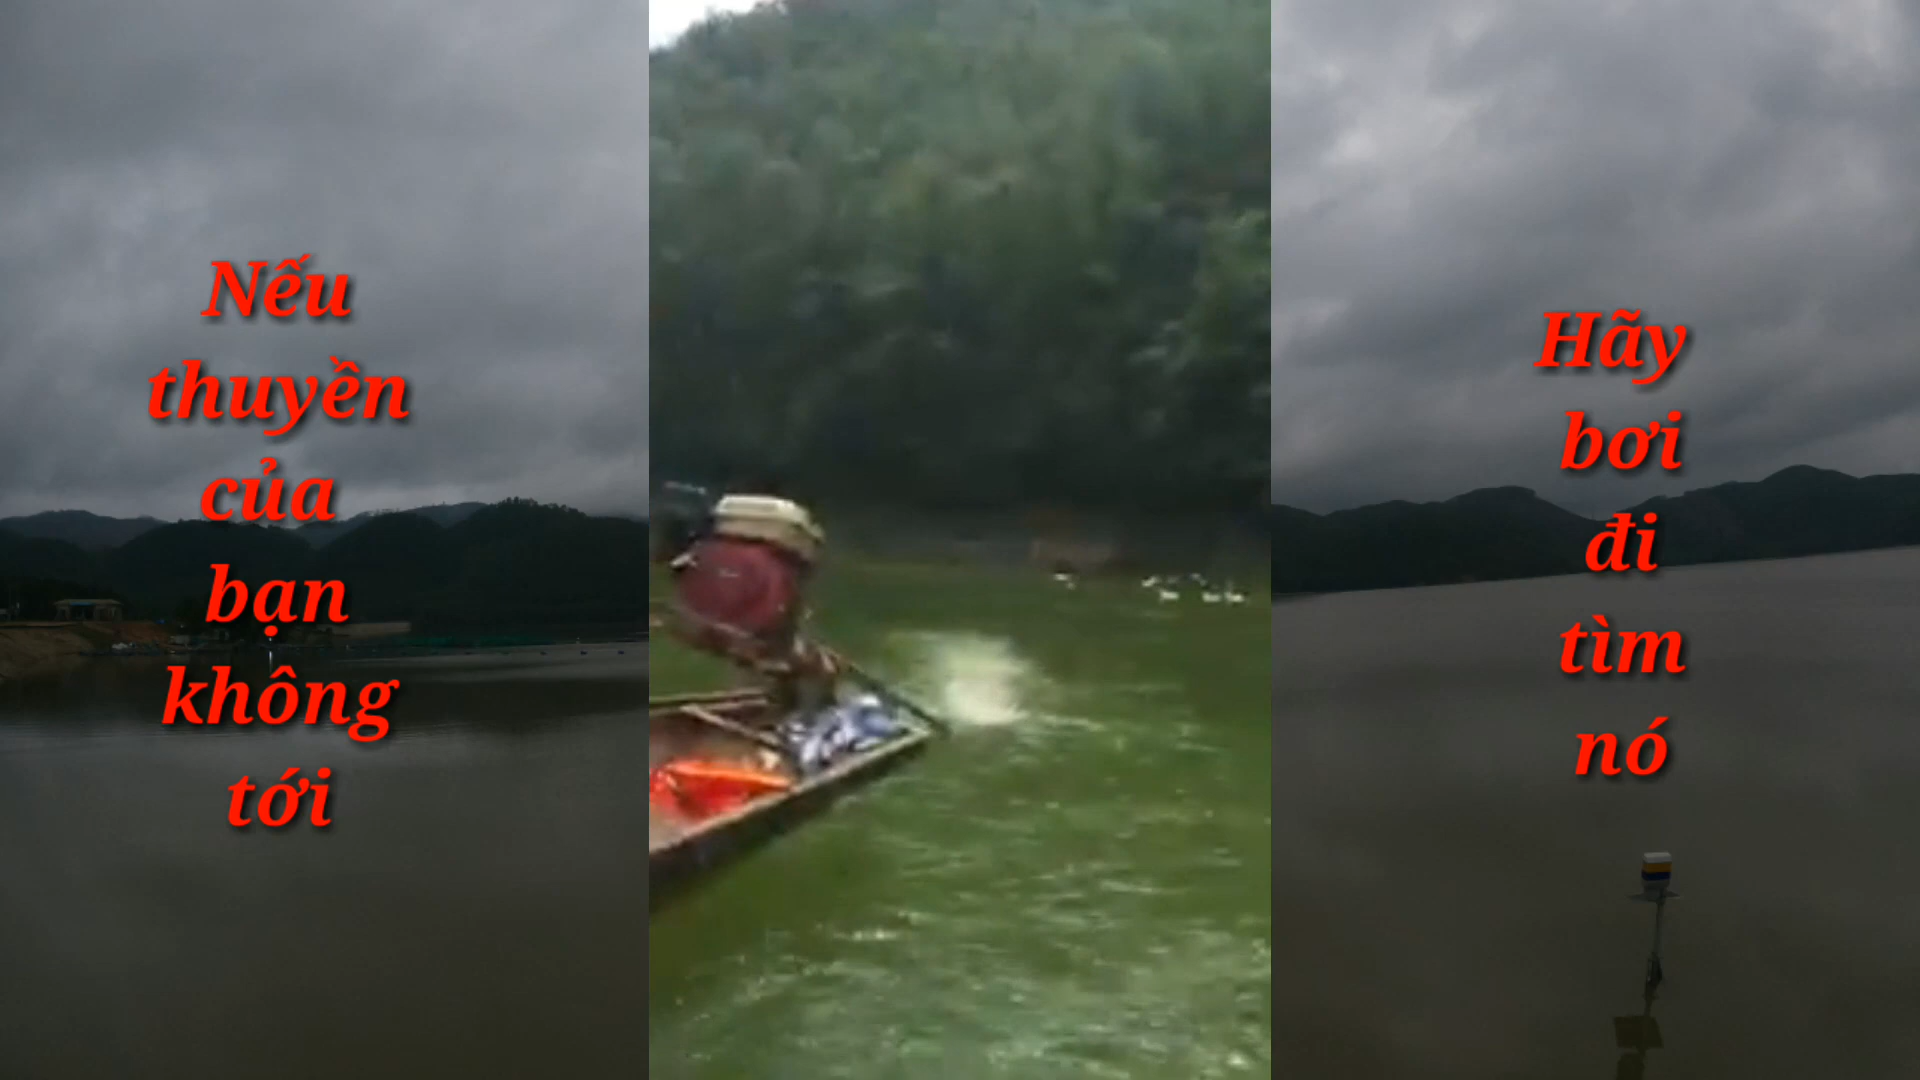 Nếu
thuyền
của
bạn
không
tới
Hãy
bơi
đi
tìm
nó